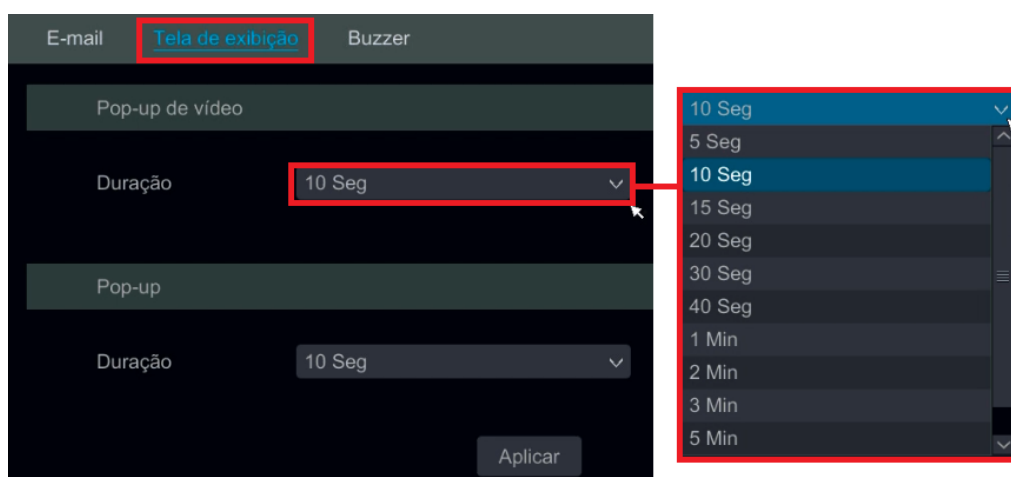 E-mail Tela de exibição Buzzer
Pop-up de vídeo
Duração 10 Seg
Pop-up
Duração 10 Seg
Aplicar
10 Seg
5 Seg
10 Seg
15 Seg
20 Seg
30 Seg
40 Seg
1 Min
2 Min
3 Min
5 Min